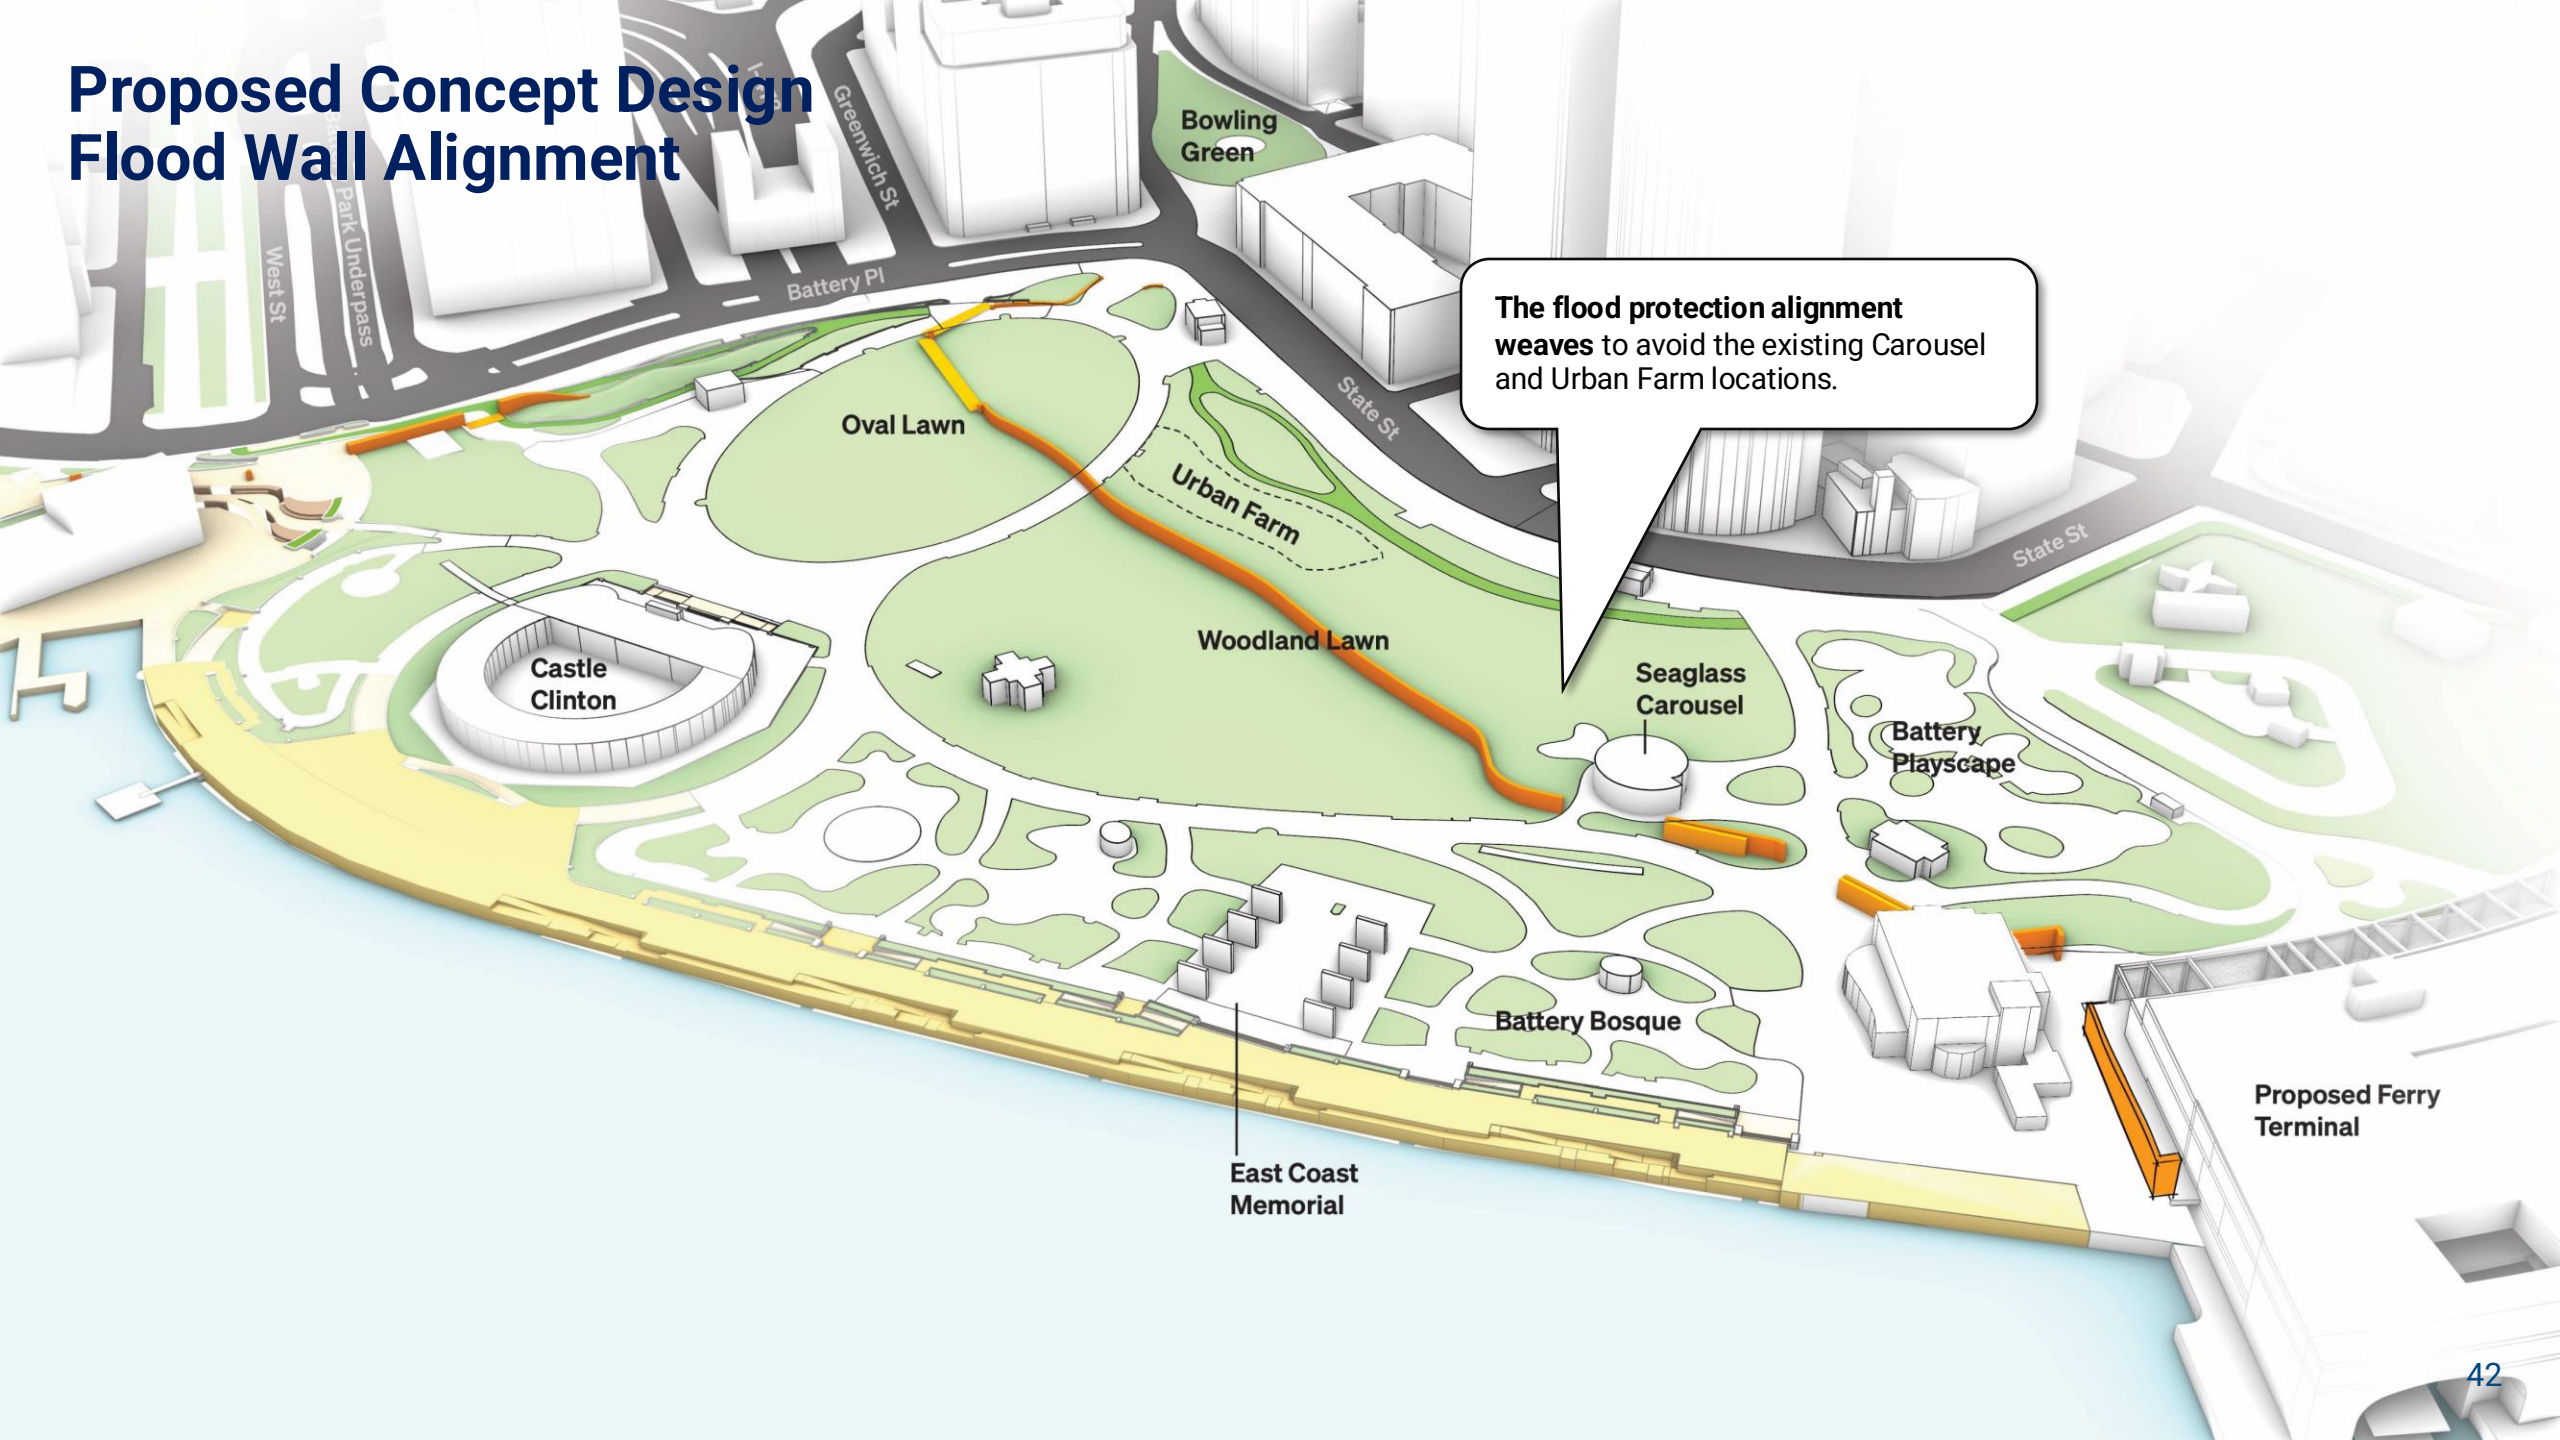 Proposed Concept Design
Flood Wall Alignment
Greenwich St
Bowling
Green
West St
Park Underpass
Battery Pl
The flood protection alignment
weaves to avoid the existing Carousel
and Urban Farm locations.
State St
Oval Lawn
Urban Farm
State St
Woodland Lawn
Castle
Clinton
Seaglass
Carousel
Battery
Playscape
Battery Bosque
Proposed Ferry
Terminal
East Coast
Memorial
42